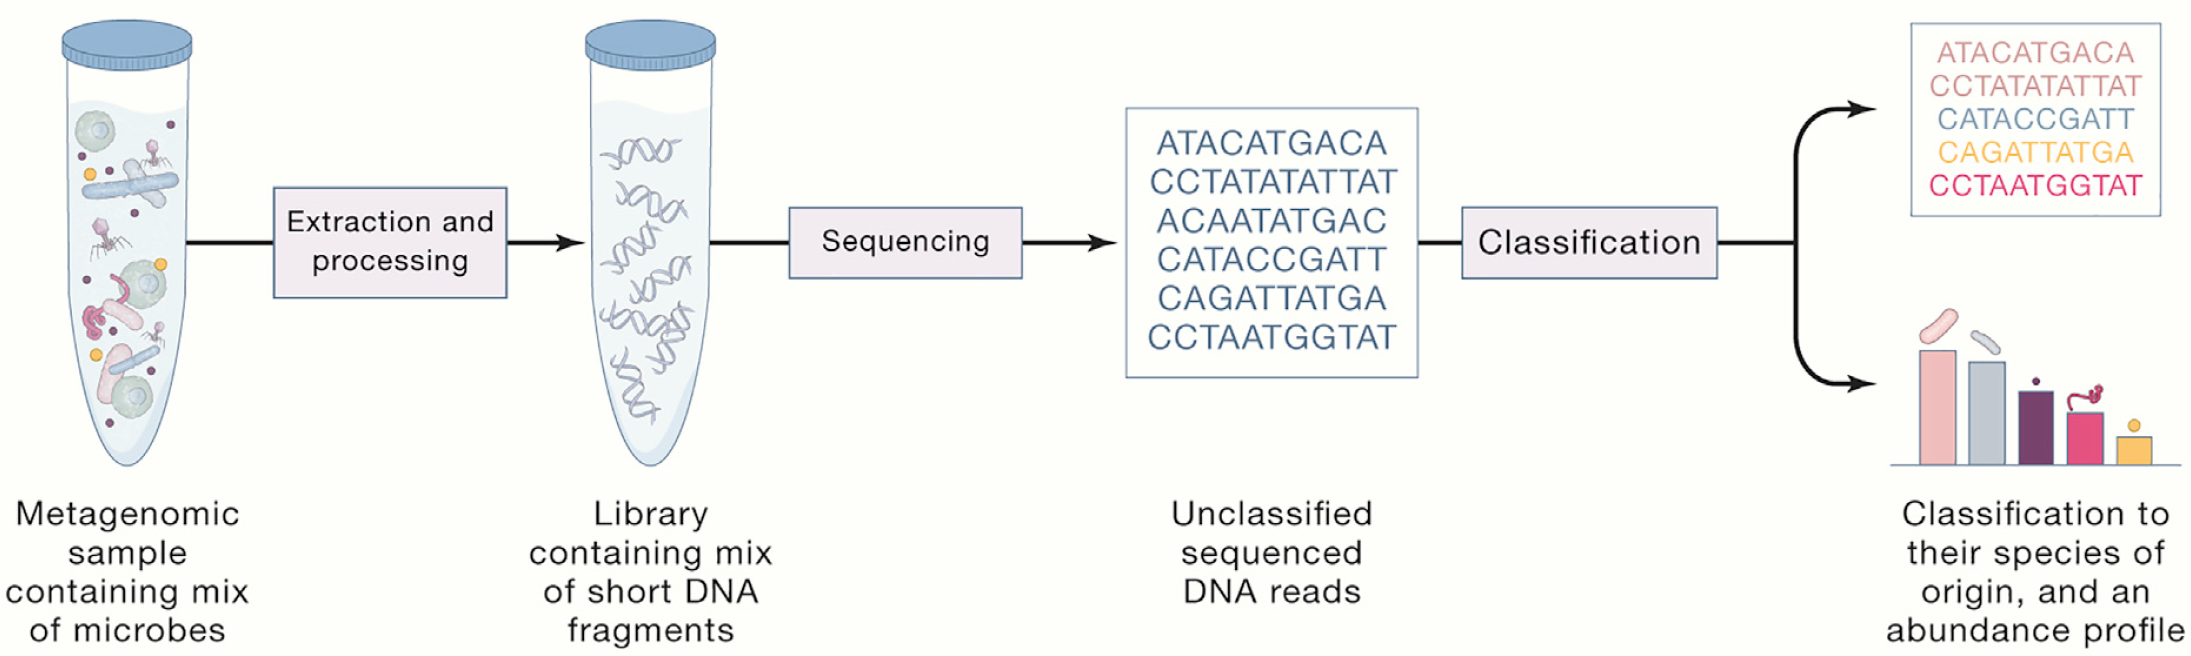 Extraction and
processing
Sequencing
ATACATGACA
CCTATATATTAT
ACAATATGAC
CATACCGATT
CAGATTATGA
CCTAATGGTAT
Classification
ATACATGACA
CCTATATATTAT
CATACCGATT
CAGATTATGA
CCTAATGGTAT
Metagenomic
sample
containing mix
of microbes
Library
containing mix
of short DNA
fragments
Unclassified
sequenced
DNA reads
Classification to
their species of
origin, and an
abundance profile